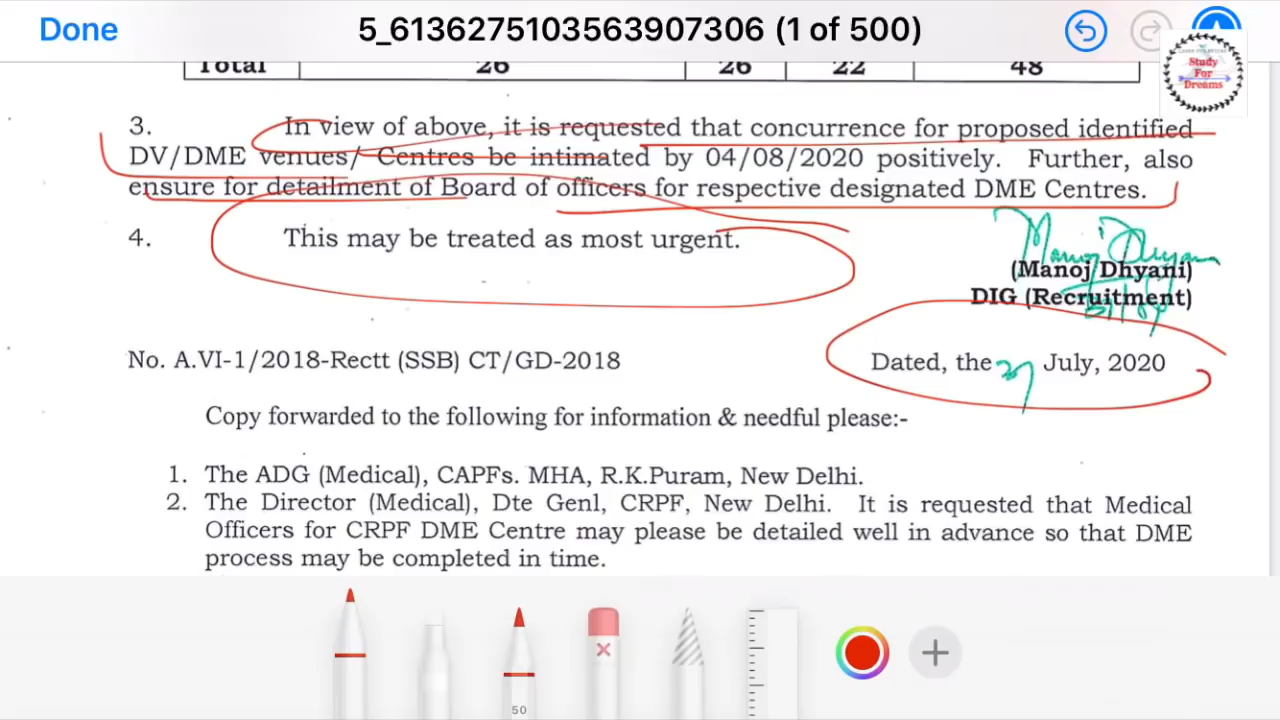 Done
5_6136275103563907306 (1 of 500)
Study
For
Dreams
Total 26 26 22 48
3. In view of above, it is requested that concurrence for proposed identified
DV/DME venues/ Centres be intimated by 04/08/2020 positively. Further, also
ensure for detailment of Board of officers for respective designated DME Centres.
4. This may be treated as most urgent.
Manoj Dhyani
(Manoj Dhyani)
DIG (Recruitment)
No. A.VI-1/2018-Rectt (SSB) CT/GD-2018 Dated, the July, 2020
Copy forwarded to the following for information & needful please:-
1. The ADG (Medical), CAPFs. MHA, R.K.Puram, New Delhi.
2. The Director (Medical), Dte Genl, CRPF, New Delhi. It is requested that Medical
Officers for CRPF DME Centre may please be detailed well in advance so that DME
process may be completed in time.
50